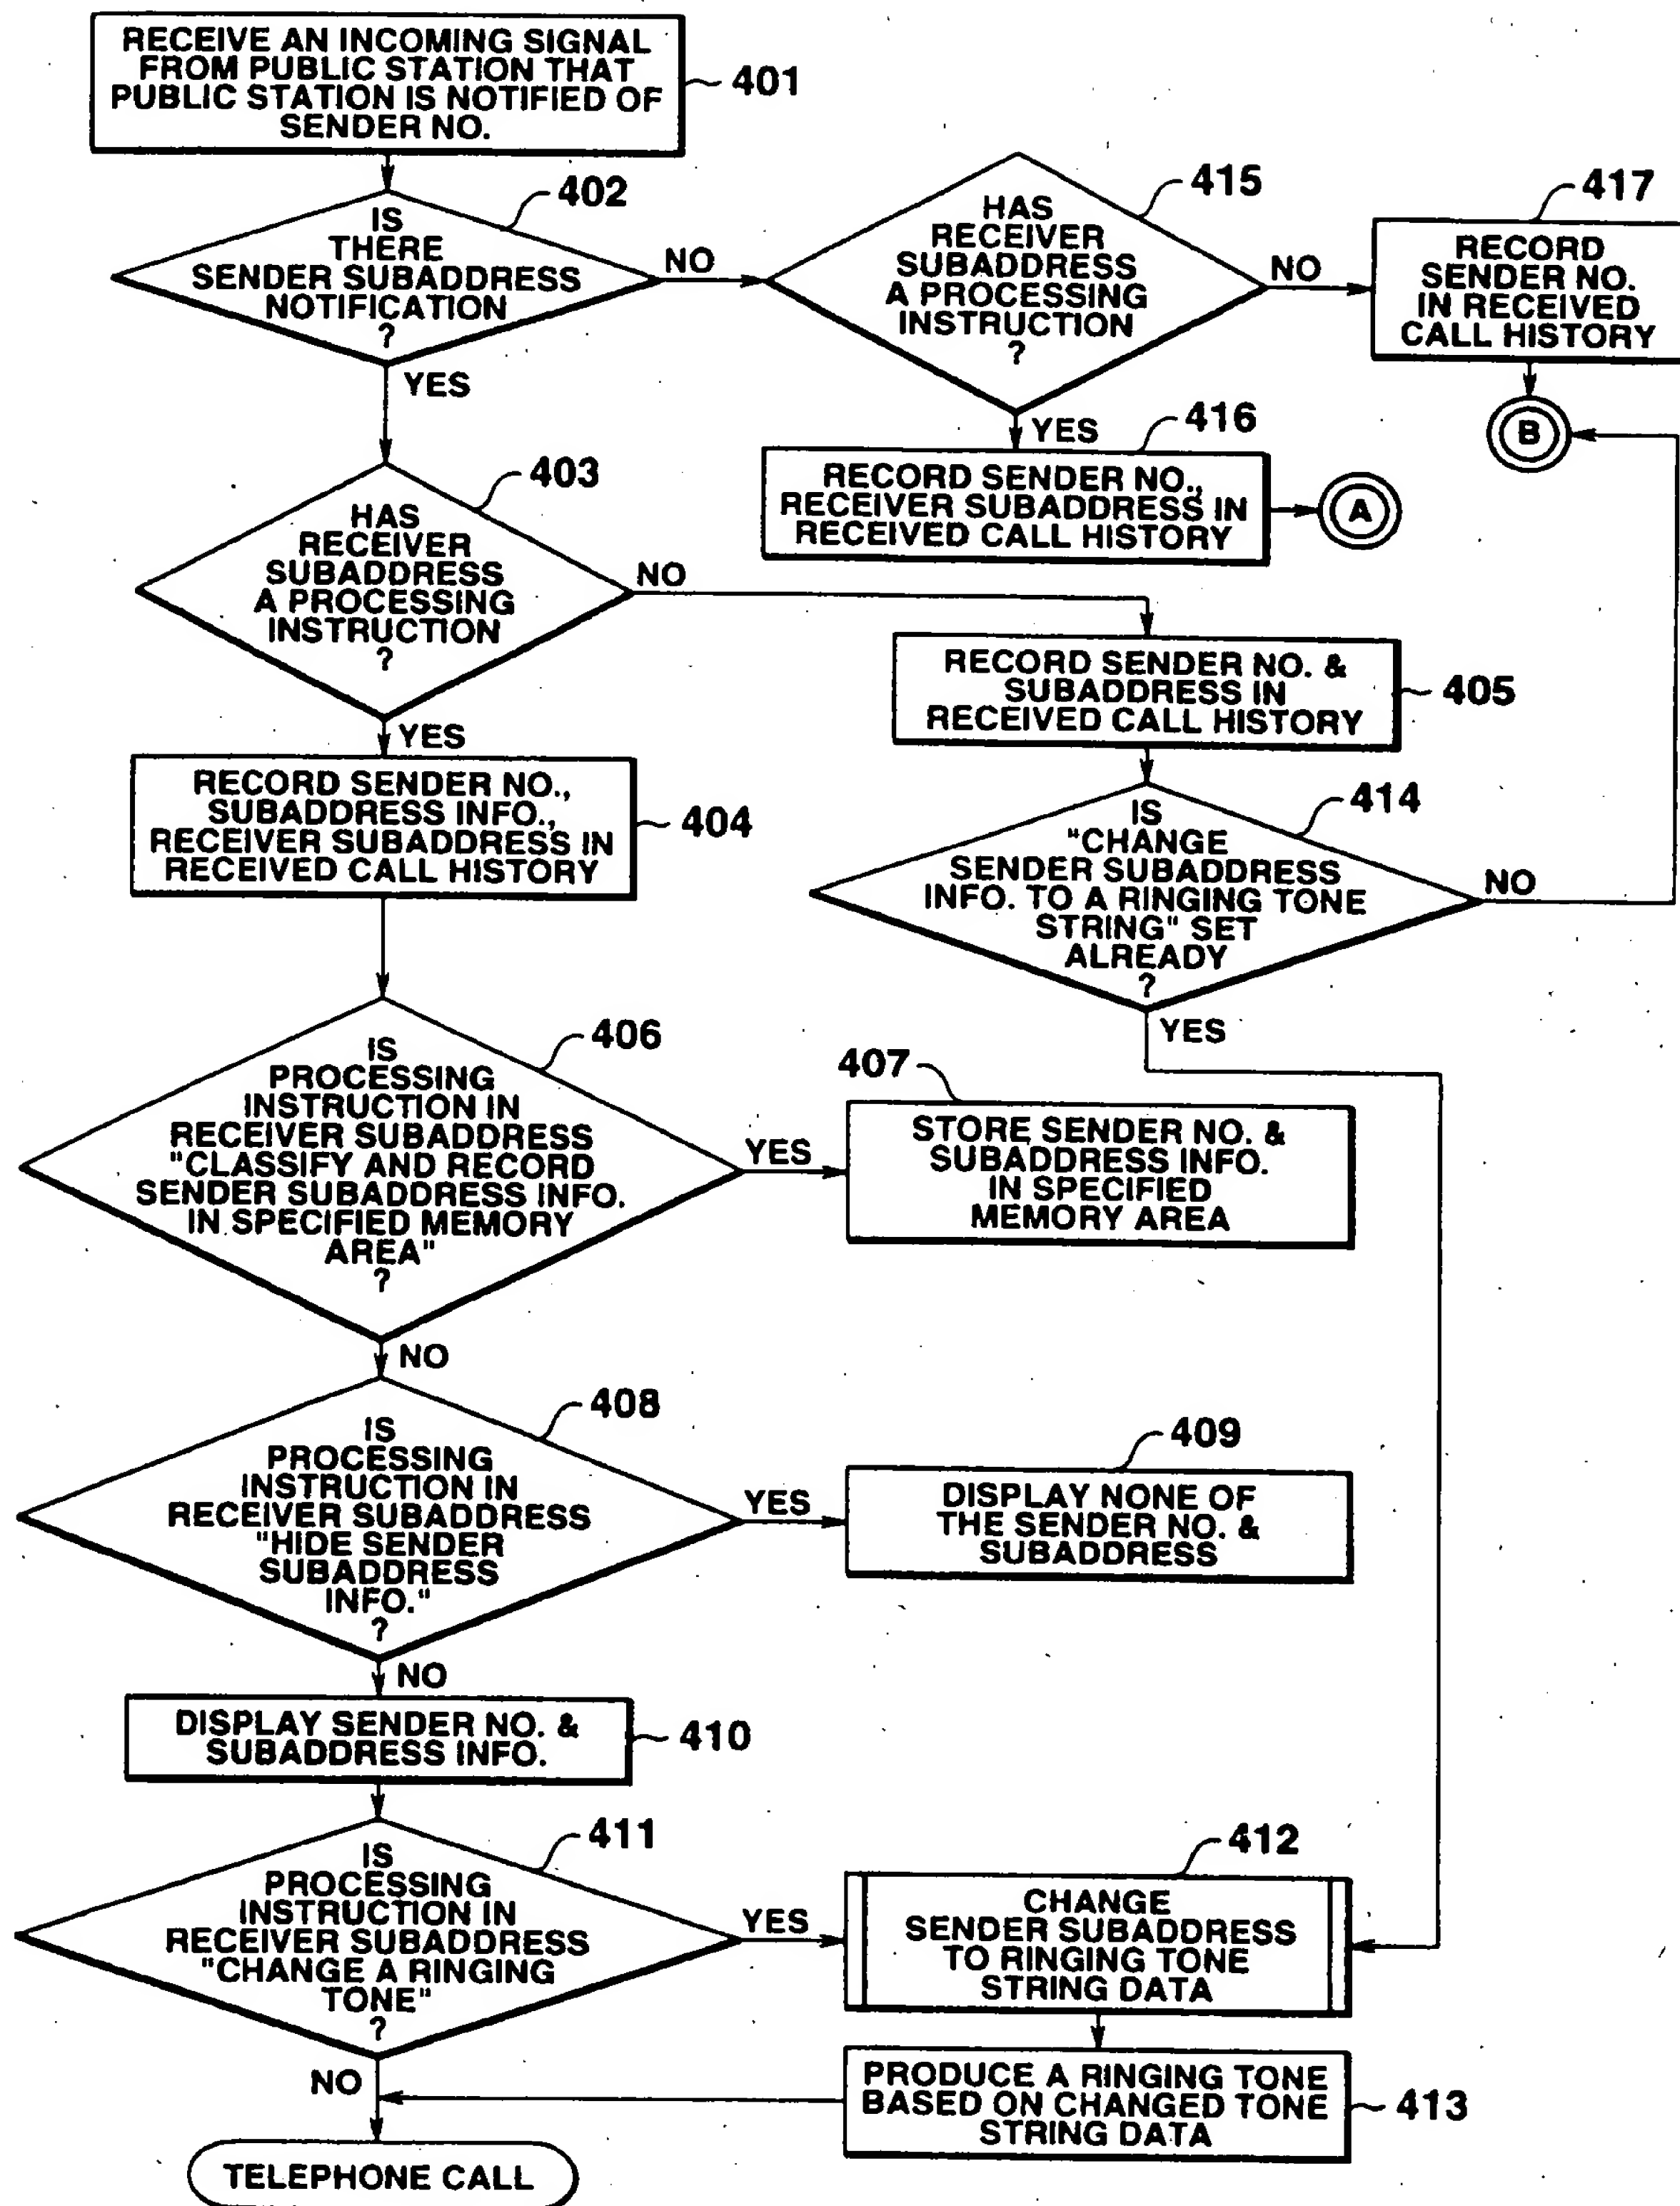 RECEIVE AN INCOMING SIGNAL
FROM PUBLIC STATION THAT
PUBLIC STATION IS NOTIFIED OF
SENDER NO.
401
IS
THERE
SENDER SUBADDRESS
NOTIFICATION
?
402
NO
YES
HAS
RECEIVER
SUBADDRESS
A PROCESSING
INSTRUCTION
?
415
NO
YES
RECORD
SENDER NO.
IN RECEIVED
CALL HISTORY
417
B
RECORD SENDER NO.,
RECEIVER SUBADDRESS IN
RECEIVED CALL HISTORY
416
A
HAS
RECEIVER
SUBADDRESS
A PROCESSING
INSTRUCTION
?
403
NO
YES
RECORD SENDER NO. &
SUBADDRESS IN
RECEIVED CALL HISTORY
405
RECORD SENDER NO.,
SUBADDRESS INFO.,
RECEIVER SUBADDRESS IN
RECEIVED CALL HISTORY
404
IS
"CHANGE
SENDER SUBADDRESS
INFO. TO A RINGING TONE
STRING" SET
ALREADY
?
414
NO
YES
IS
PROCESSING
INSTRUCTION IN
RECEIVER SUBADDRESS
"CLASSIFY AND RECORD
SENDER SUBADDRESS INFO.
IN SPECIFIED MEMORY
AREA"
?
406
YES
NO
STORE SENDER NO. &
SUBADDRESS INFO.
IN SPECIFIED
MEMORY AREA
407
IS
PROCESSING
INSTRUCTION IN
RECEIVER SUBADDRESS
"HIDE SENDER
SUBADDRESS
INFO."
?
408
YES
NO
DISPLAY NONE OF
THE SENDER NO. &
SUBADDRESS
409
DISPLAY SENDER NO. &
SUBADDRESS INFO.
410
IS
PROCESSING
INSTRUCTION IN
RECEIVER SUBADDRESS
"CHANGE A RINGING
TONE"
?
411
YES
NO
CHANGE
SENDER SUBADDRESS
TO RINGING TONE
STRING DATA
412
PRODUCE A RINGING TONE
BASED ON CHANGED TONE
STRING DATA
413
TELEPHONE CALL